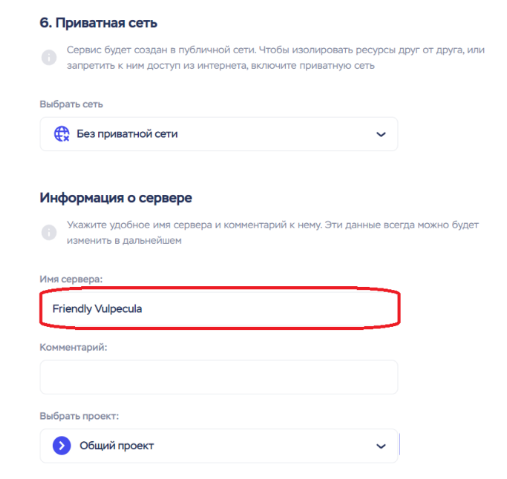 6. Приватная сеть
Сервис будет создан в публичной сети. Чтобы изолировать ресурсы друг от друга, или
запретить к ним доступ из интернета, включите приватную сеть
Выбрать сеть
Без приватной сети
Информация о сервере
Укажите удобное имя сервера и комментарий к нему. Эти данные всегда можно будет
изменить в дальнейшем
Имя сервера:
Friendly Vulpecula
Комментарий:
Выбрать проект:
Общий проект